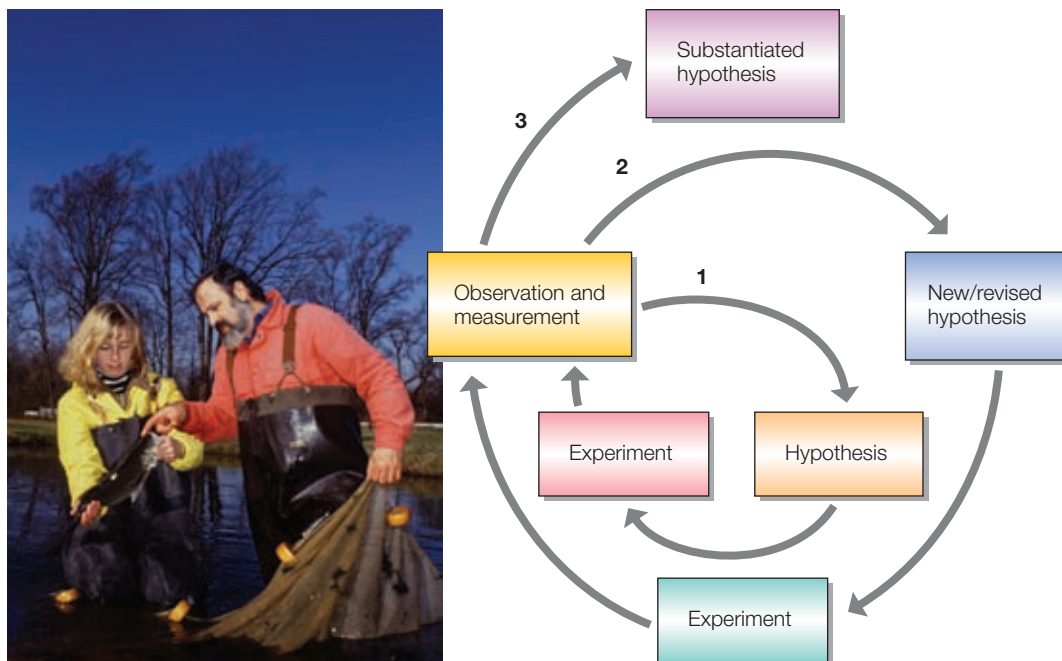 Substantiated
hypothesis
3
2
Observation and
measurement
1
New/revised
hypothesis
Experiment
Hypothesis
Experiment